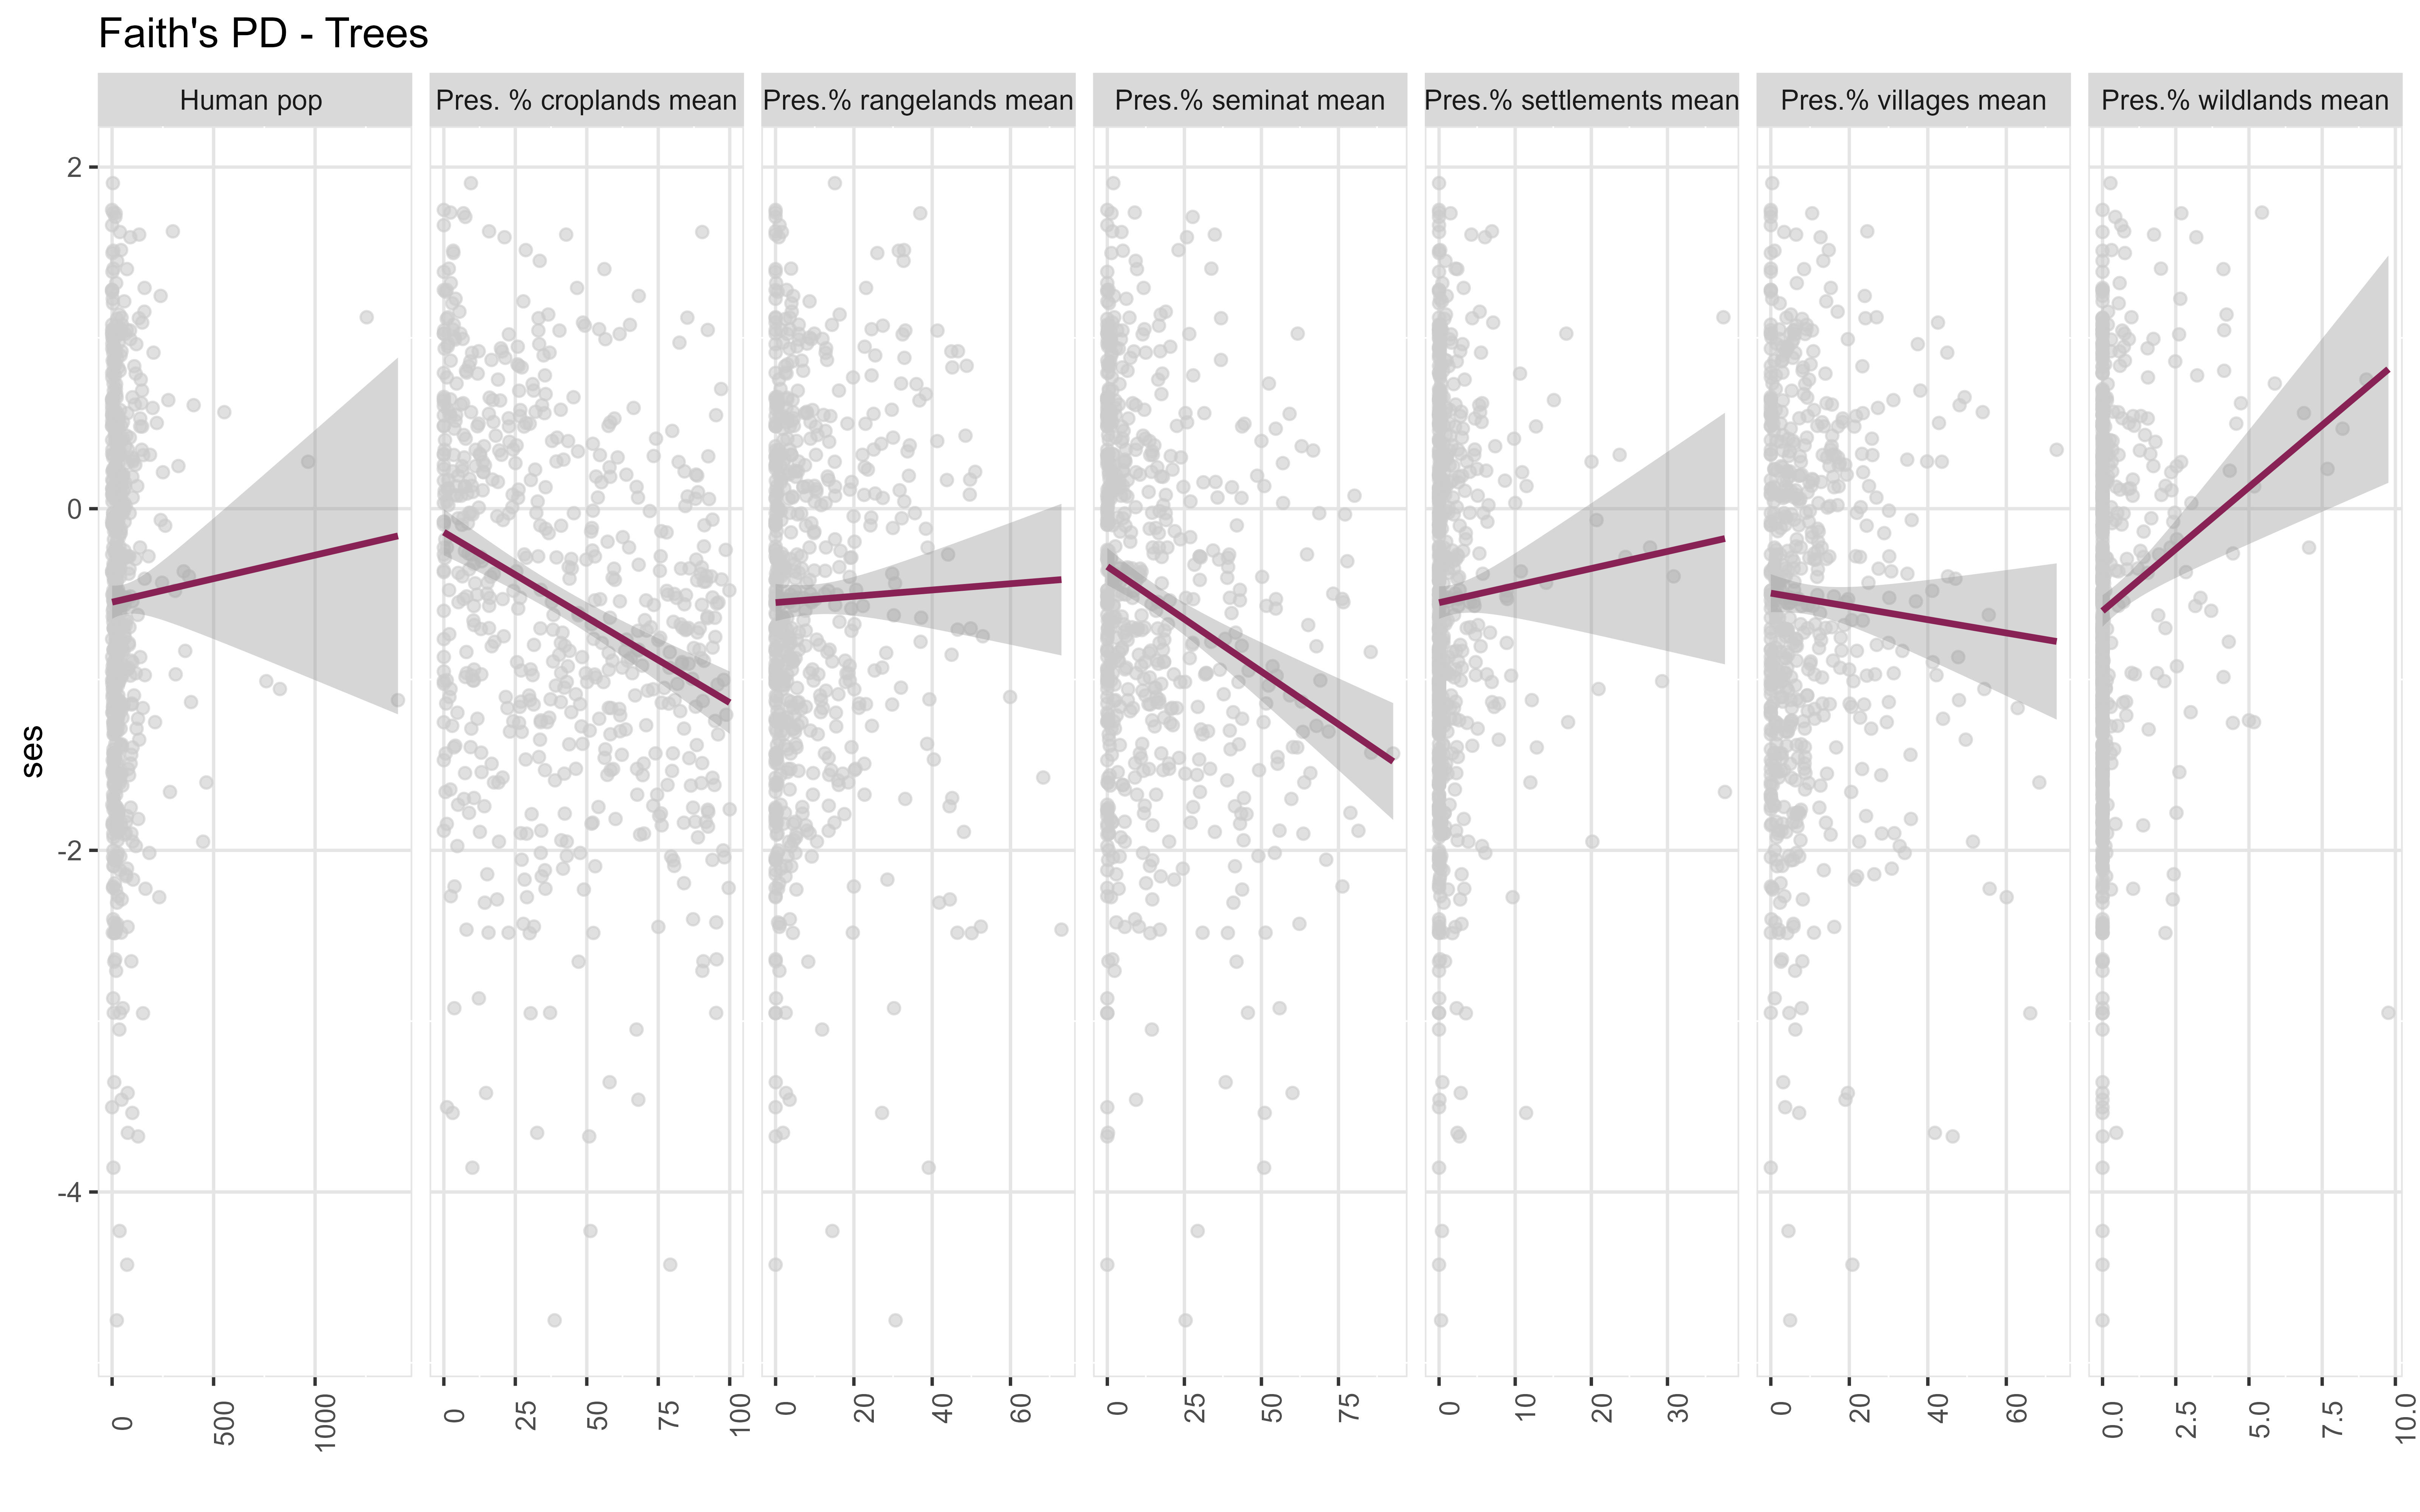 Faith's PD - Trees
Human pop
Pres. % croplands mean
Pres.% rangelands mean
Pres.% seminat mean
Pres.% settlements mean
Pres.% villages mean
Pres.% wildlands mean
2
0
-2
-4
ses
0 500 1000
0 25 50 75 100
0 20 40 60
0 25 50 75
0 10 20 30
0 20 40 60
0.0 2.5 5.0 7.5 10.0